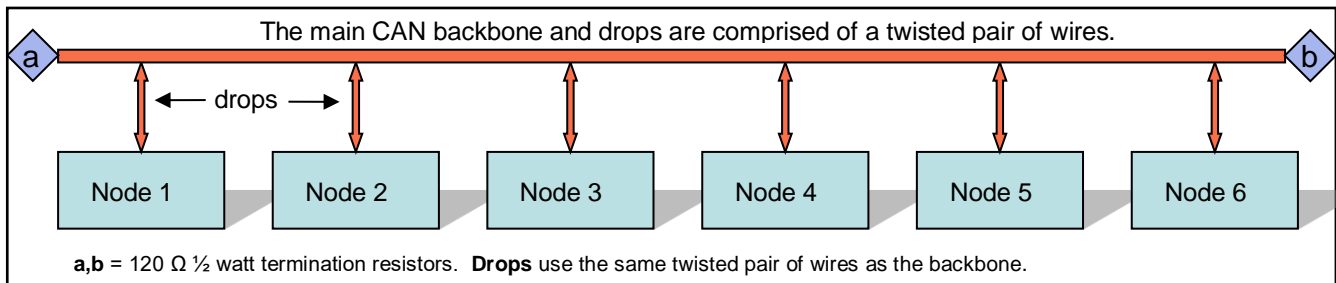 The main CAN backbone and drops are comprised of a twisted pair of wires.
a
b
drops
Node 1
Node 2
Node 3
Node 4
Node 5
Node 6
a,b = 120 Ω ½ watt termination resistors. Drops use the same twisted pair of wires as the backbone.